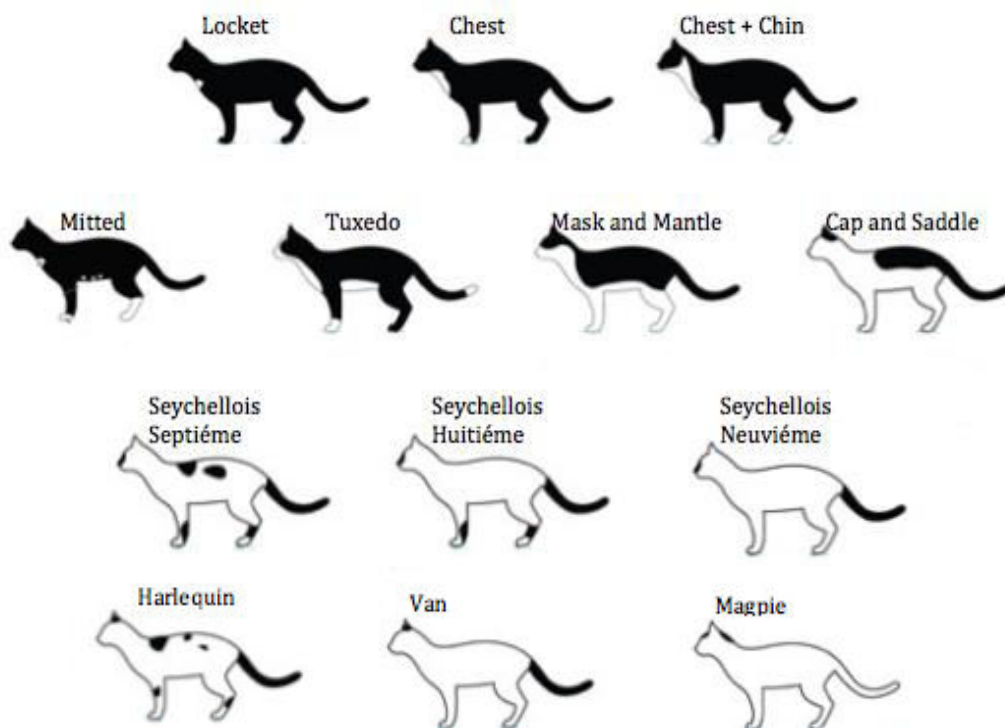 Locket
Chest
Chest + Chin
Mitted
Tuxedo
Mask and Mantle
Cap and Saddle
Seychellois
Septiéme
Seychellois
Huitiéme
Seychellois
Neuviéme
Harlequin
Van
Magpie